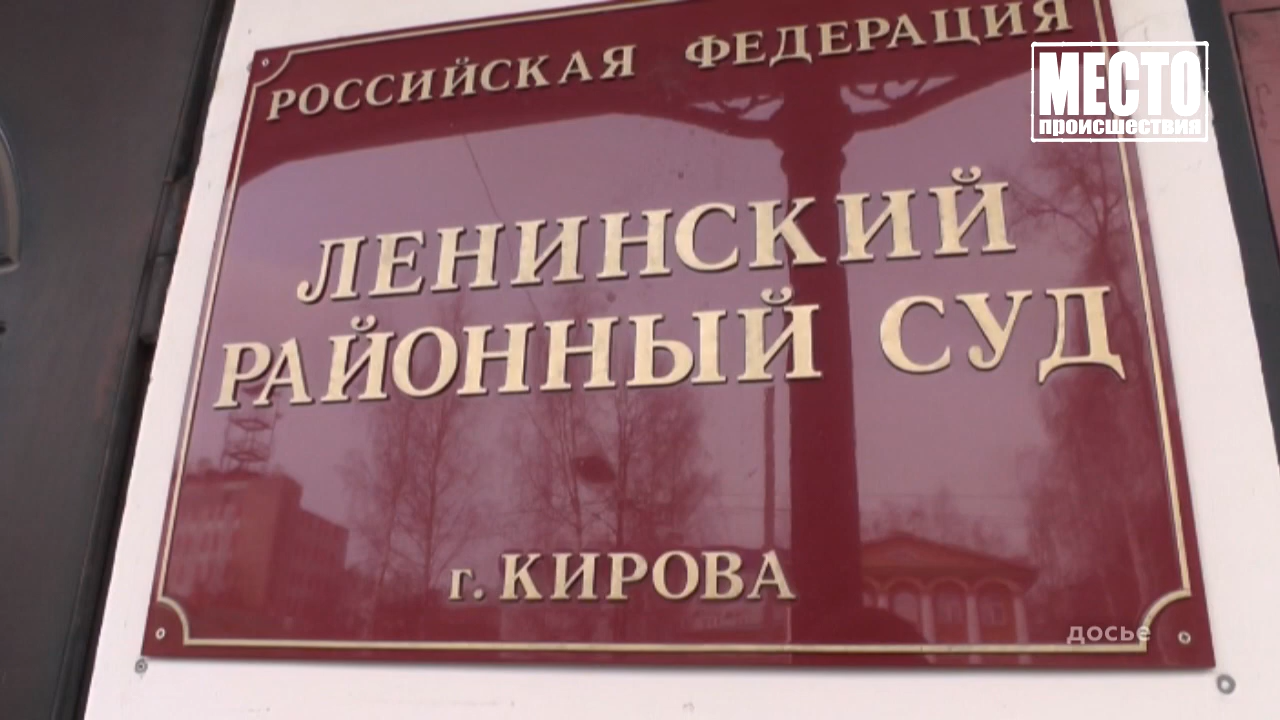 РОССИЙСКАЯ ФЕДЕРАЦИЯ
МЕСТО
ПРОИСШЕСТВИЯ
ЛЕНИНСКИЙ
РАЙОННЫЙ СУД
г. КИРОВА
досье